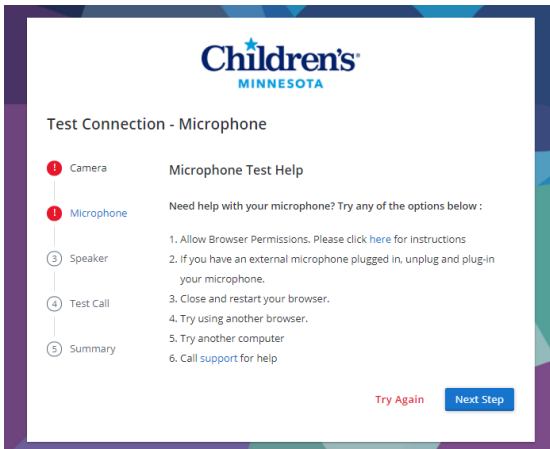 Children's
MINNESOTA
Test Connection - Microphone
! Camera
! Microphone
3 Speaker
4 Test Call
5 Summary
Microphone Test Help
Need help with your microphone? Try any of the options below :
1. Allow Browser Permissions. Please click here for instructions
2. If you have an external microphone plugged in, unplug and plug-in
your microphone.
3. Close and restart your browser.
4. Try using another browser.
5. Try another computer
6. Call support for help
Try Again
Next Step